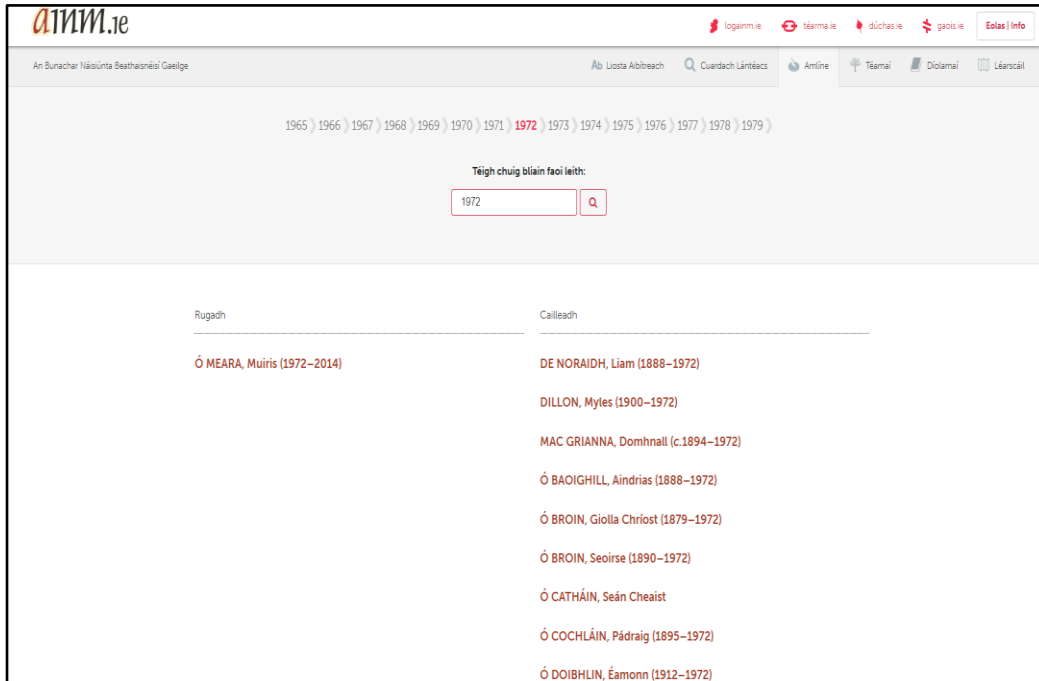 ainm.ie
logainm.ie téarma.ie dúchas.ie gaois.ie Eolas | Info
An Bunachar Náisiúnta Beathaisnéisí Gaeilge
Ab Liosta Aibítreach Cuardach Lántéacs Amlíne Téamaí Díolamaí Léarscáil
1965 1966 1967 1968 1969 1970 1971 1972 1973 1974 1975 1976 1977 1978 1979
Téigh chuig bliain faoi leith:
1972
Rugadh
Ó MEARA, Muiris (1972–2014)
Cailleadh
DE NORAIDH, Liam (1888–1972)
DILLON, Myles (1900–1972)
MAC GRIANNA, Domhnall (c.1894–1972)
Ó BAOIGHILL, Aindrias (1888–1972)
Ó BROIN, Giolla Chríost (1879–1972)
Ó BROIN, Seoirse (1890–1972)
Ó CATHÁIN, Seán Cheaist
Ó COCHLÁIN, Pádraig (1895–1972)
Ó DOIBHLIN, Éamonn (1912–1972)